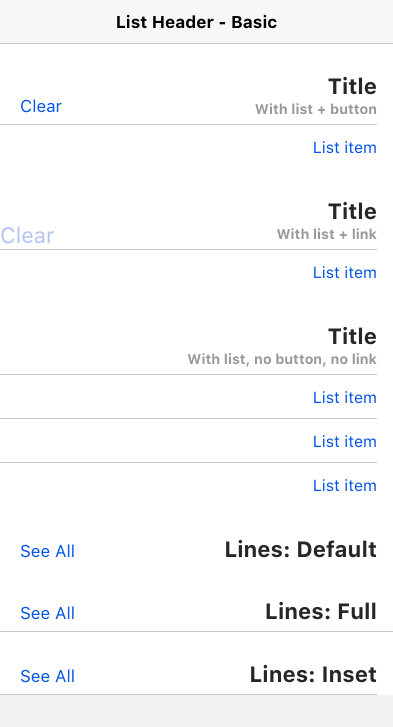 List Header - Basic
Title
With list + button
Clear
List item
Title
With list + link
Clear
List item
Title
With list, no button, no link
List item
List item
List item
Lines: Default
See All
Lines: Full
See All
Lines: Inset
See All